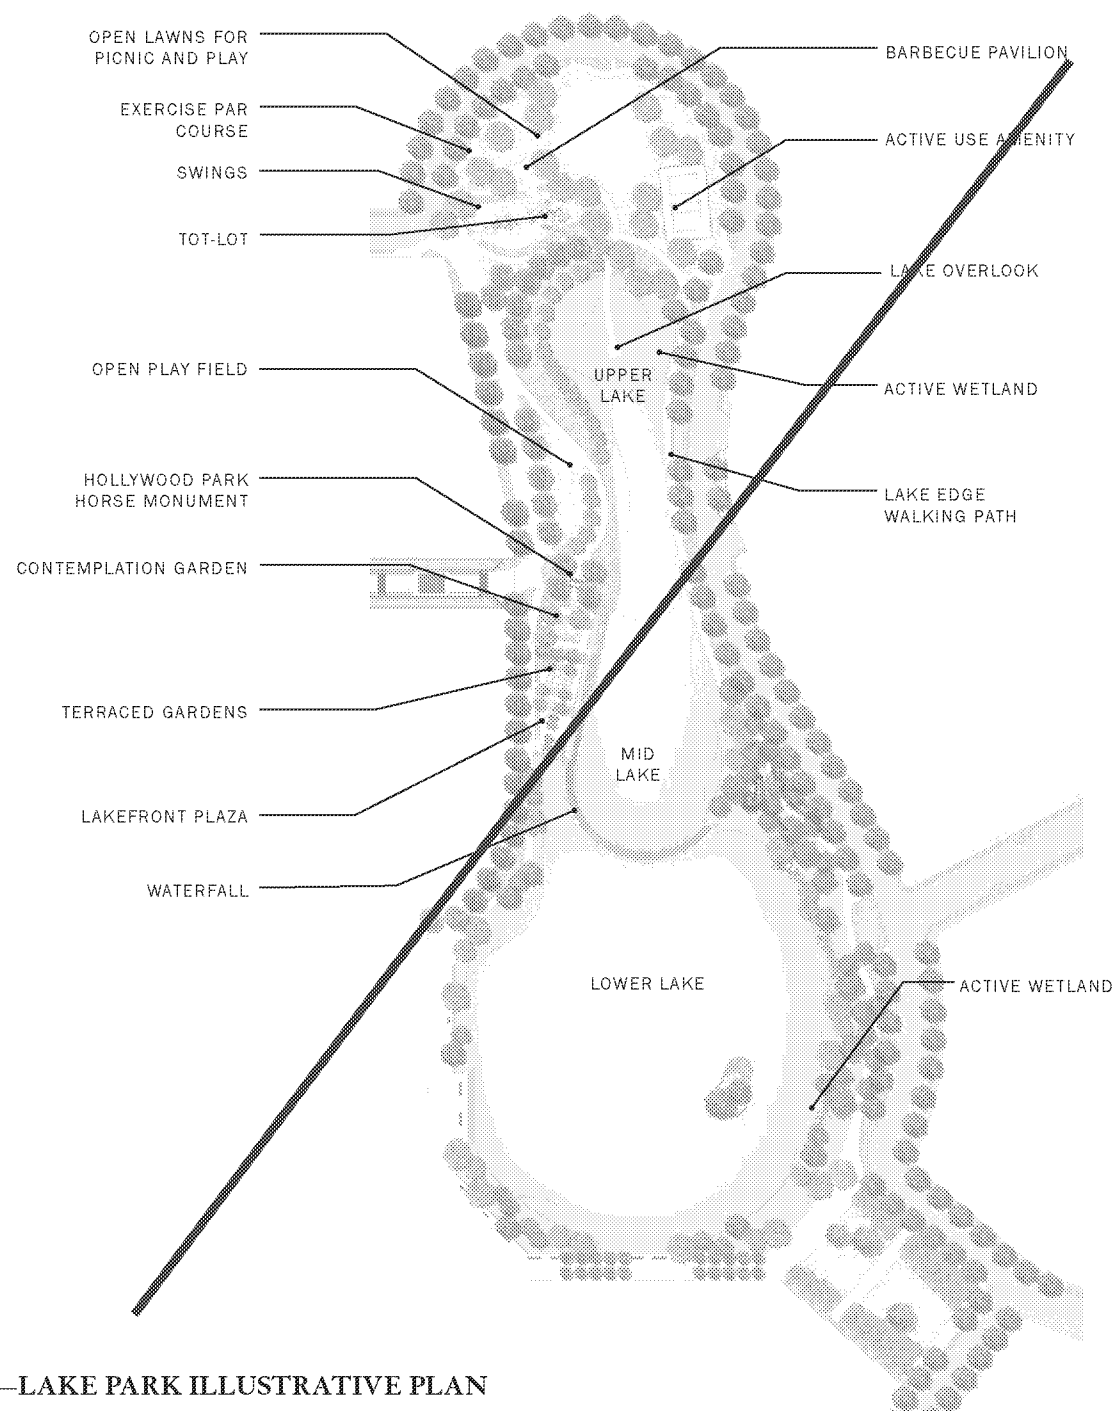 OPEN LAWNS FOR
PICNIC AND PLAY
BARBECUE PAVILION
EXERCISE PAR
COURSE
ACTIVE USE AMENITY
SWINGS
TOT-LOT
LAKE OVERLOOK
OPEN PLAY FIELD
UPPER
LAKE
ACTIVE WETLAND
HOLLYWOOD PARK
HORSE MONUMENT
LAKE EDGE
WALKING PATH
CONTEMPLATION GARDEN
TERRACED GARDENS
MID
LAKE
LAKEFRONT PLAZA
WATERFALL
LOWER LAKE
ACTIVE WETLAND
—LAKE PARK ILLUSTRATIVE PLAN